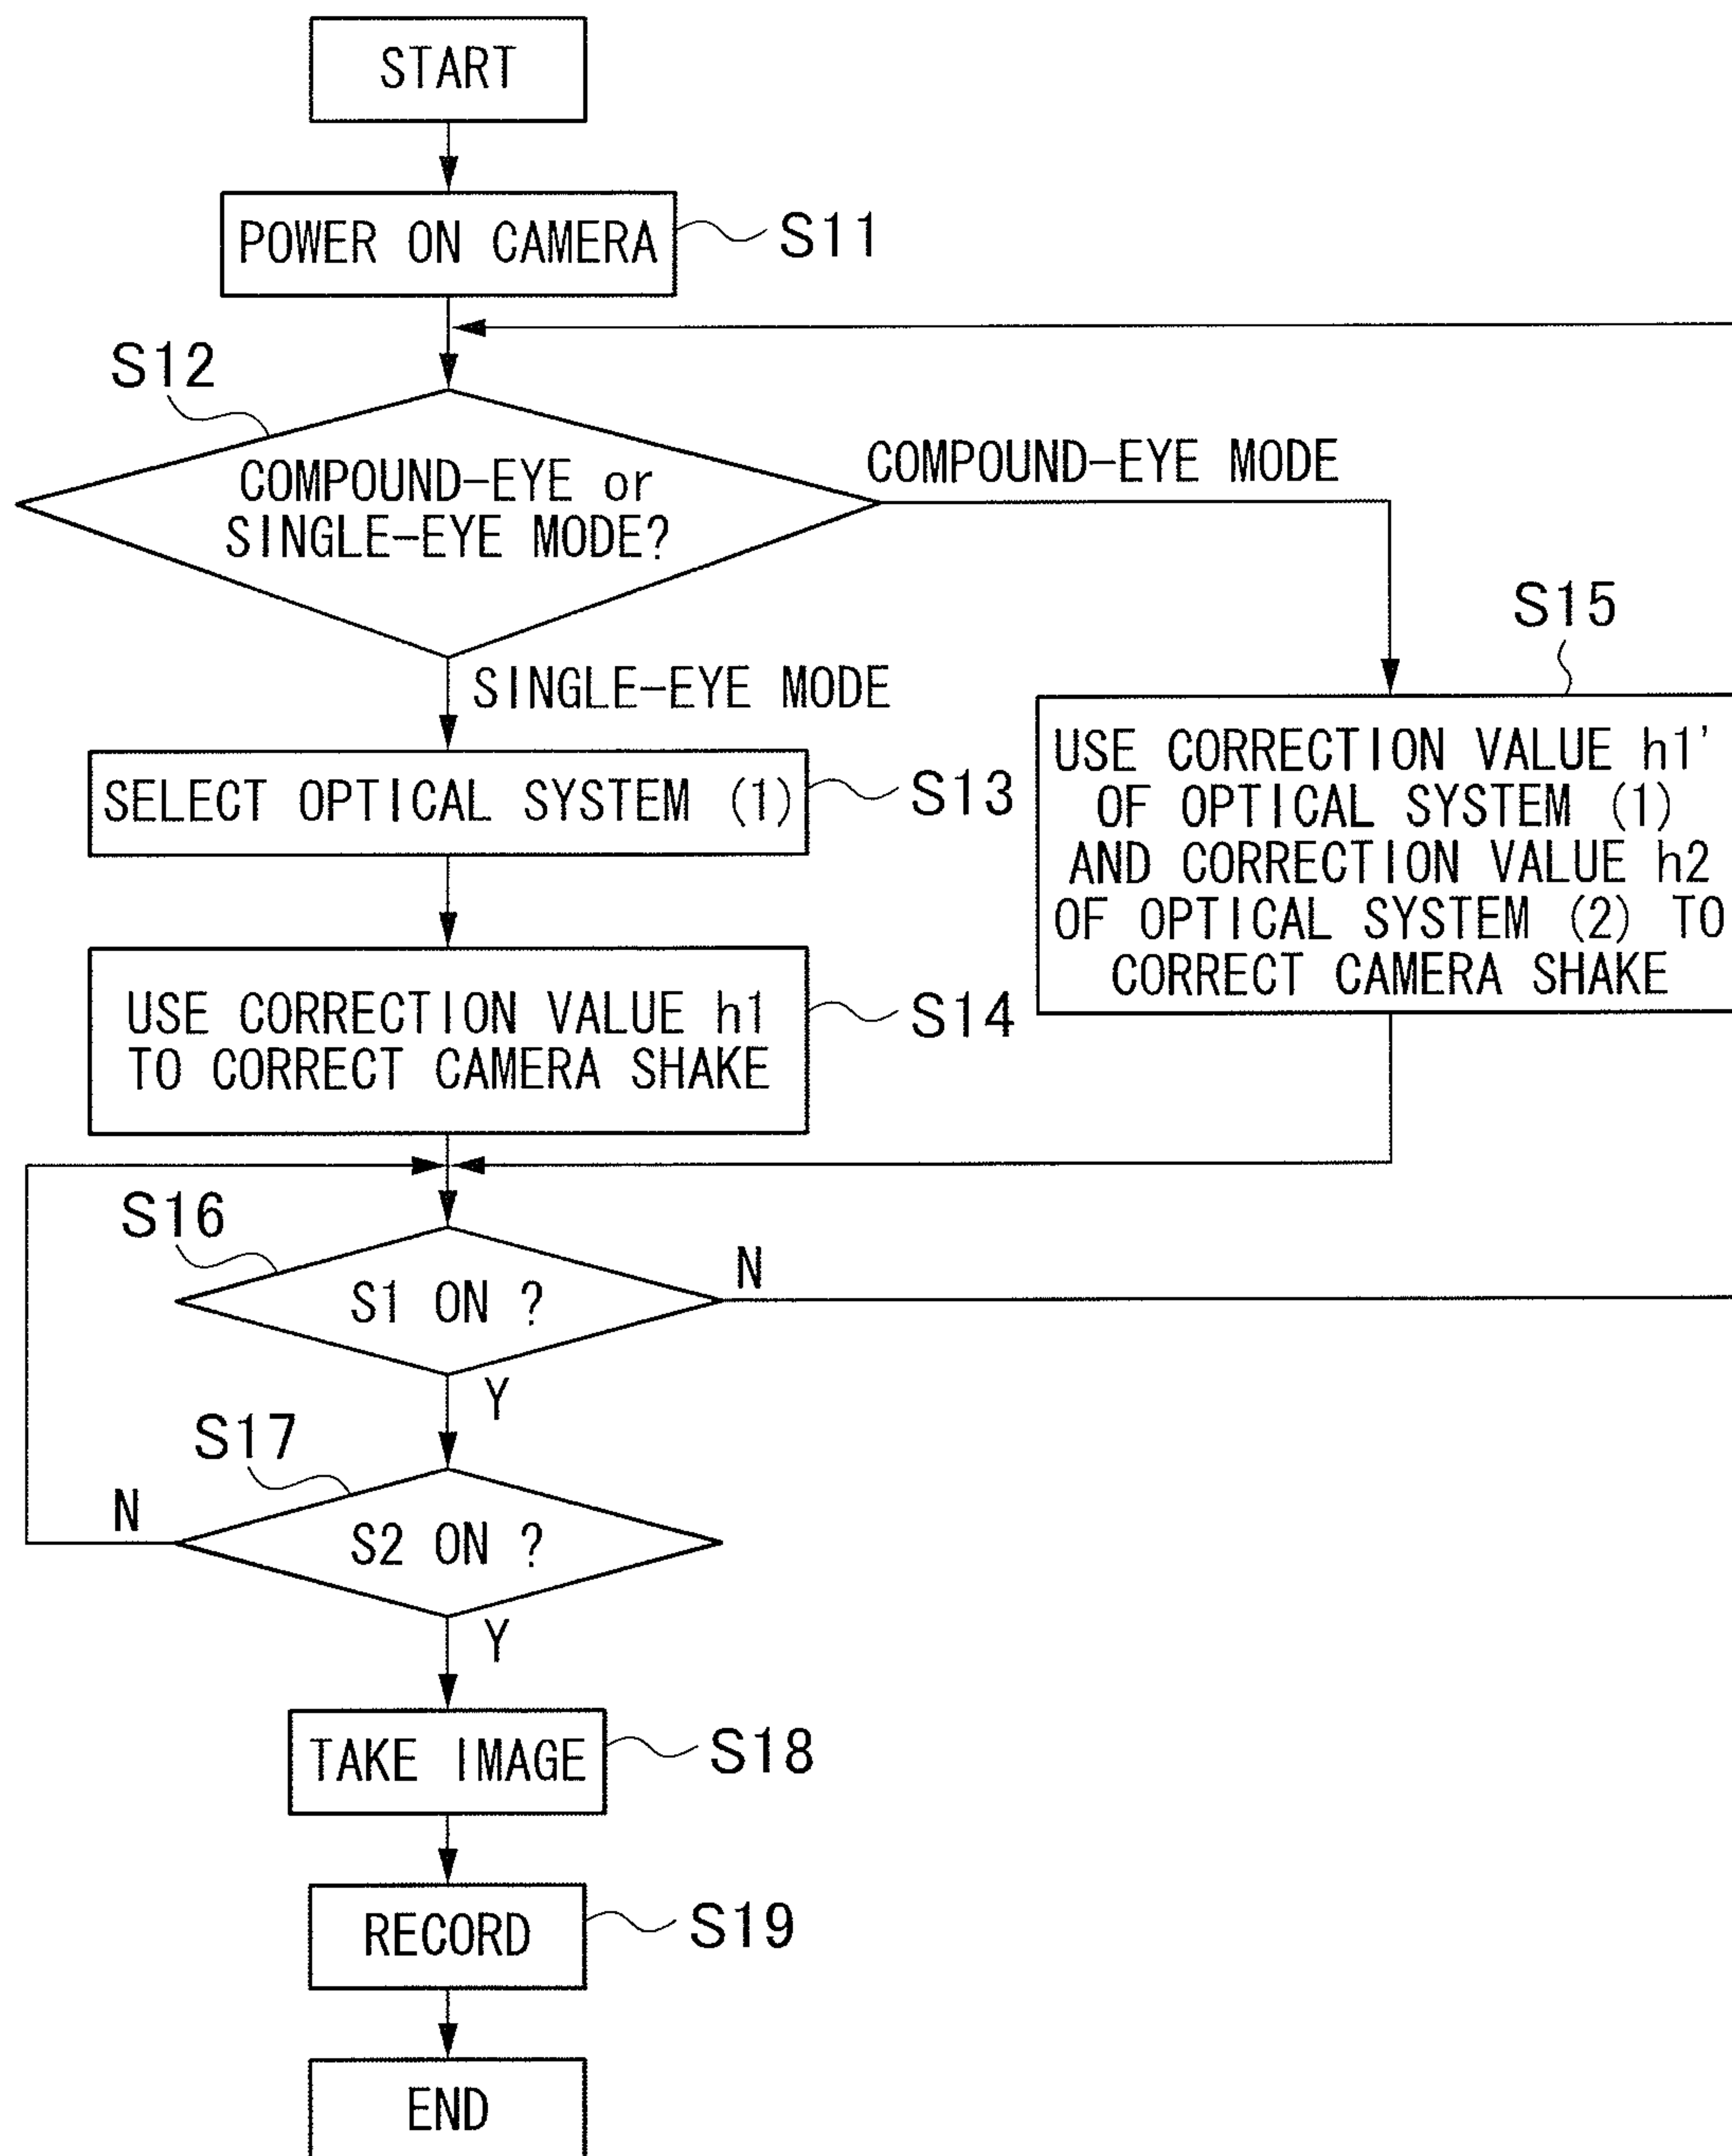 START
POWER ON CAMERA
S11
S12
COMPOUND-EYE or
SINGLE-EYE MODE?
COMPOUND-EYE MODE
SINGLE-EYE MODE
SELECT OPTICAL SYSTEM (1)
S13
S15
USE CORRECTION VALUE h1'
OF OPTICAL SYSTEM (1)
AND CORRECTION VALUE h2
OF OPTICAL SYSTEM (2) TO
CORRECT CAMERA SHAKE
USE CORRECTION VALUE h1
TO CORRECT CAMERA SHAKE
S14
S16
S1 ON ?
N
Y
S17
S2 ON ?
N
Y
TAKE IMAGE
S18
RECORD
S19
END